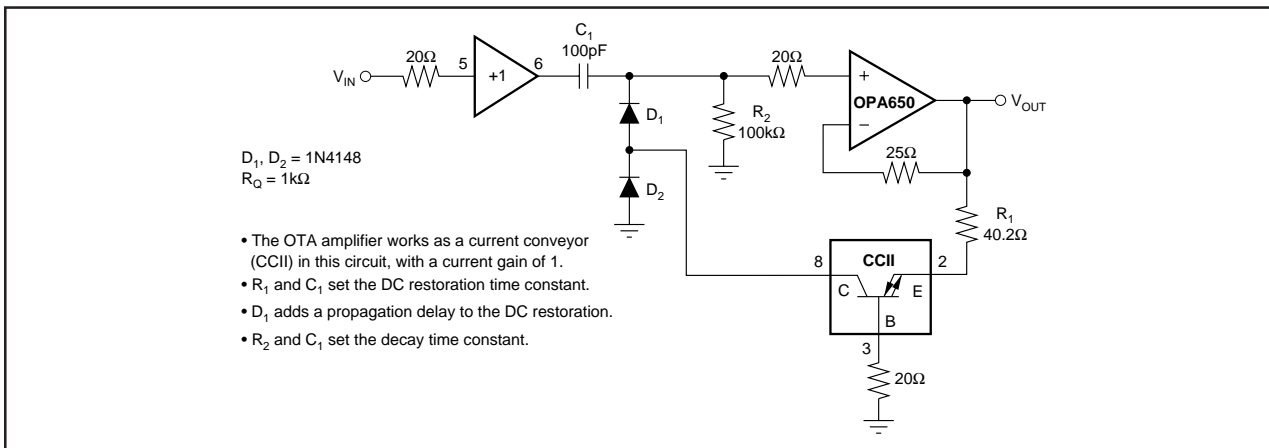 C1
100pF
20Ω
5
+1
6
VIN
20Ω
+
OPA650
−
VOUT
D1
R2
100kΩ
25Ω
D1, D2 = 1N4148
RQ = 1kΩ
D2
R1
40.2Ω
• The OTA amplifier works as a current conveyor
(CCII) in this circuit, with a current gain of 1.
• R1 and C1 set the DC restoration time constant.
• D1 adds a propagation delay to the DC restoration.
• R2 and C1 set the decay time constant.
8
CCII
2
C
E
B
3
20Ω